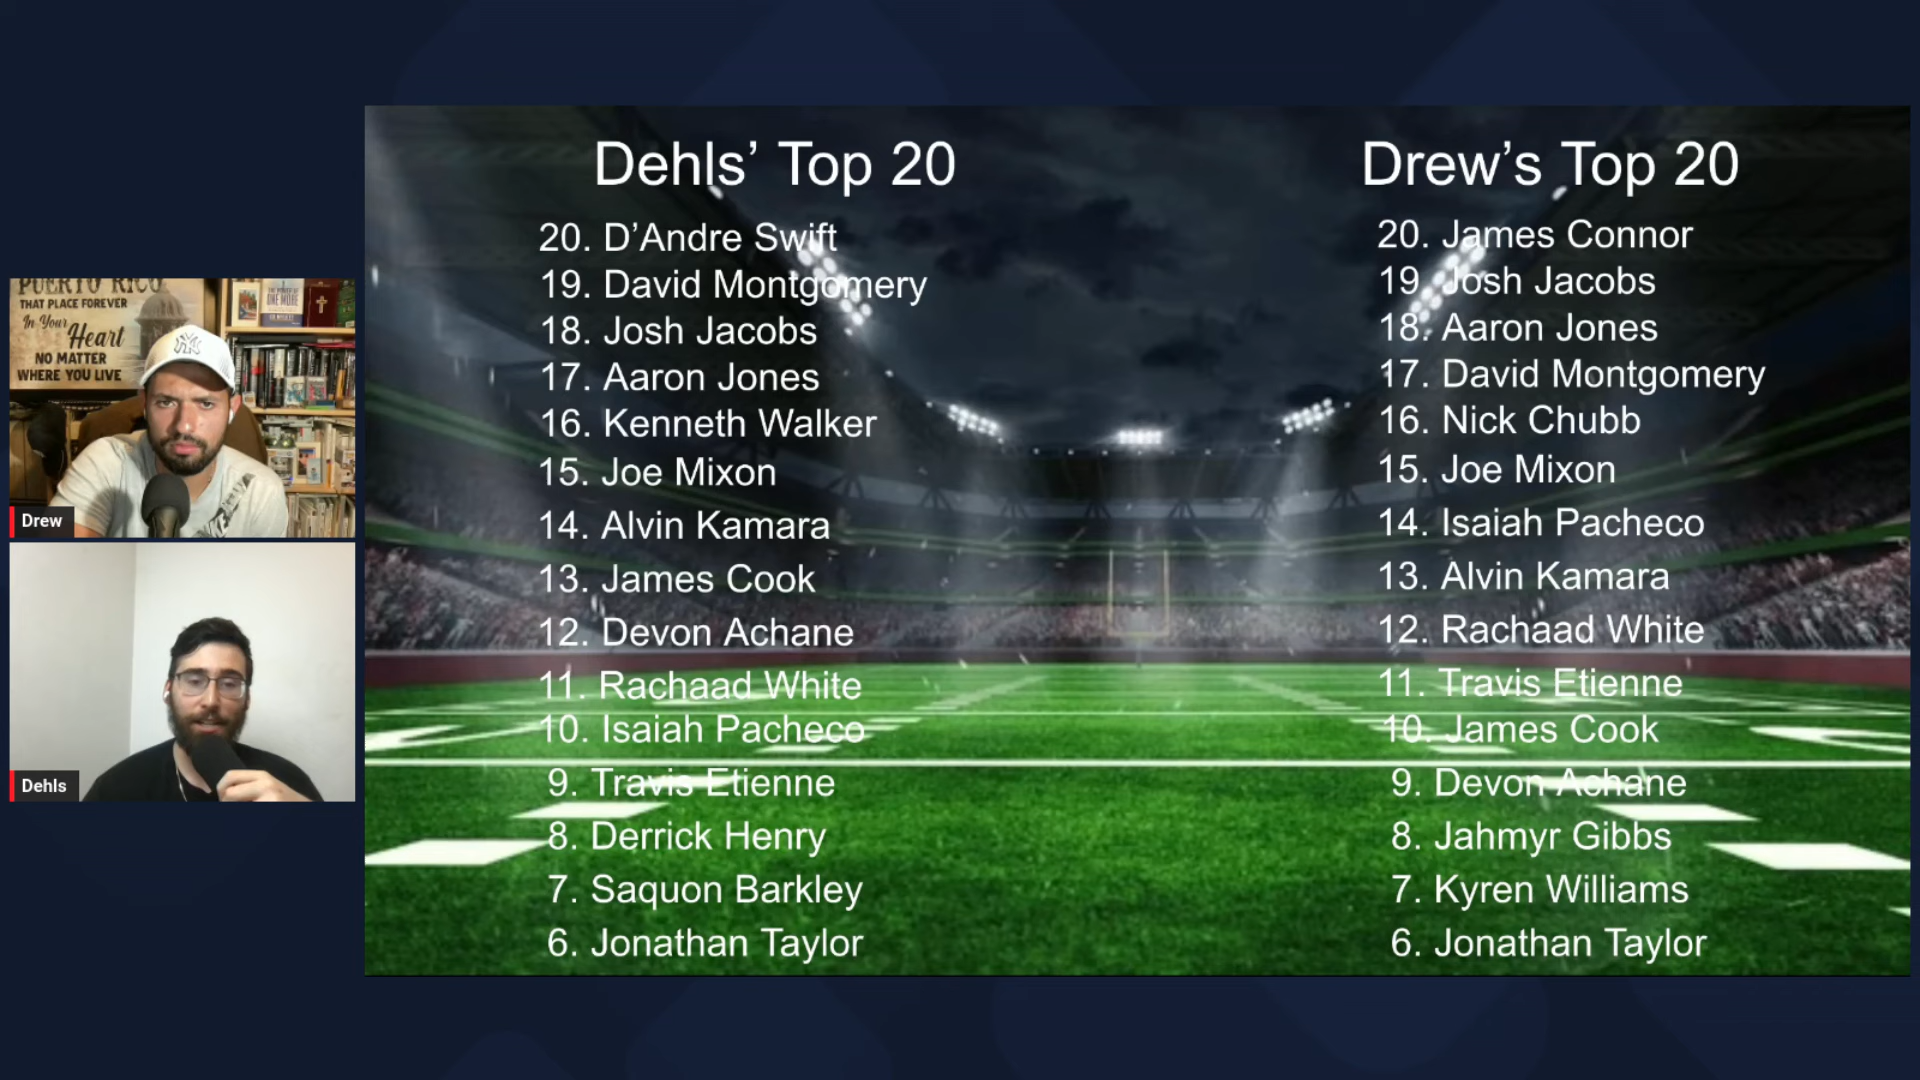 Dehls’ Top 20
20. D’Andre Swift
19. David Montgomery
18. Josh Jacobs
17. Aaron Jones
16. Kenneth Walker
15. Joe Mixon
14. Alvin Kamara
13. James Cook
12. Devon Achane
11. Rachaad White
10. Isaiah Pacheco
9. Travis Etienne
8. Derrick Henry
7. Saquon Barkley
6. Jonathan Taylor
Drew’s Top 20
20. James Connor
19. Josh Jacobs
18. Aaron Jones
17. David Montgomery
16. Nick Chubb
15. Joe Mixon
14. Isaiah Pacheco
13. Alvin Kamara
12. Rachaad White
11. Travis Etienne
10. James Cook
9. Devon Achane
8. Jahmyr Gibbs
7. Kyren Williams
6. Jonathan Taylor
PUERTO RICO
THAT PLACE FOREVER
In Your
Heart
NO MATTER
WHERE YOU LIVE
ONE MORE
NY
Drew
Dehls